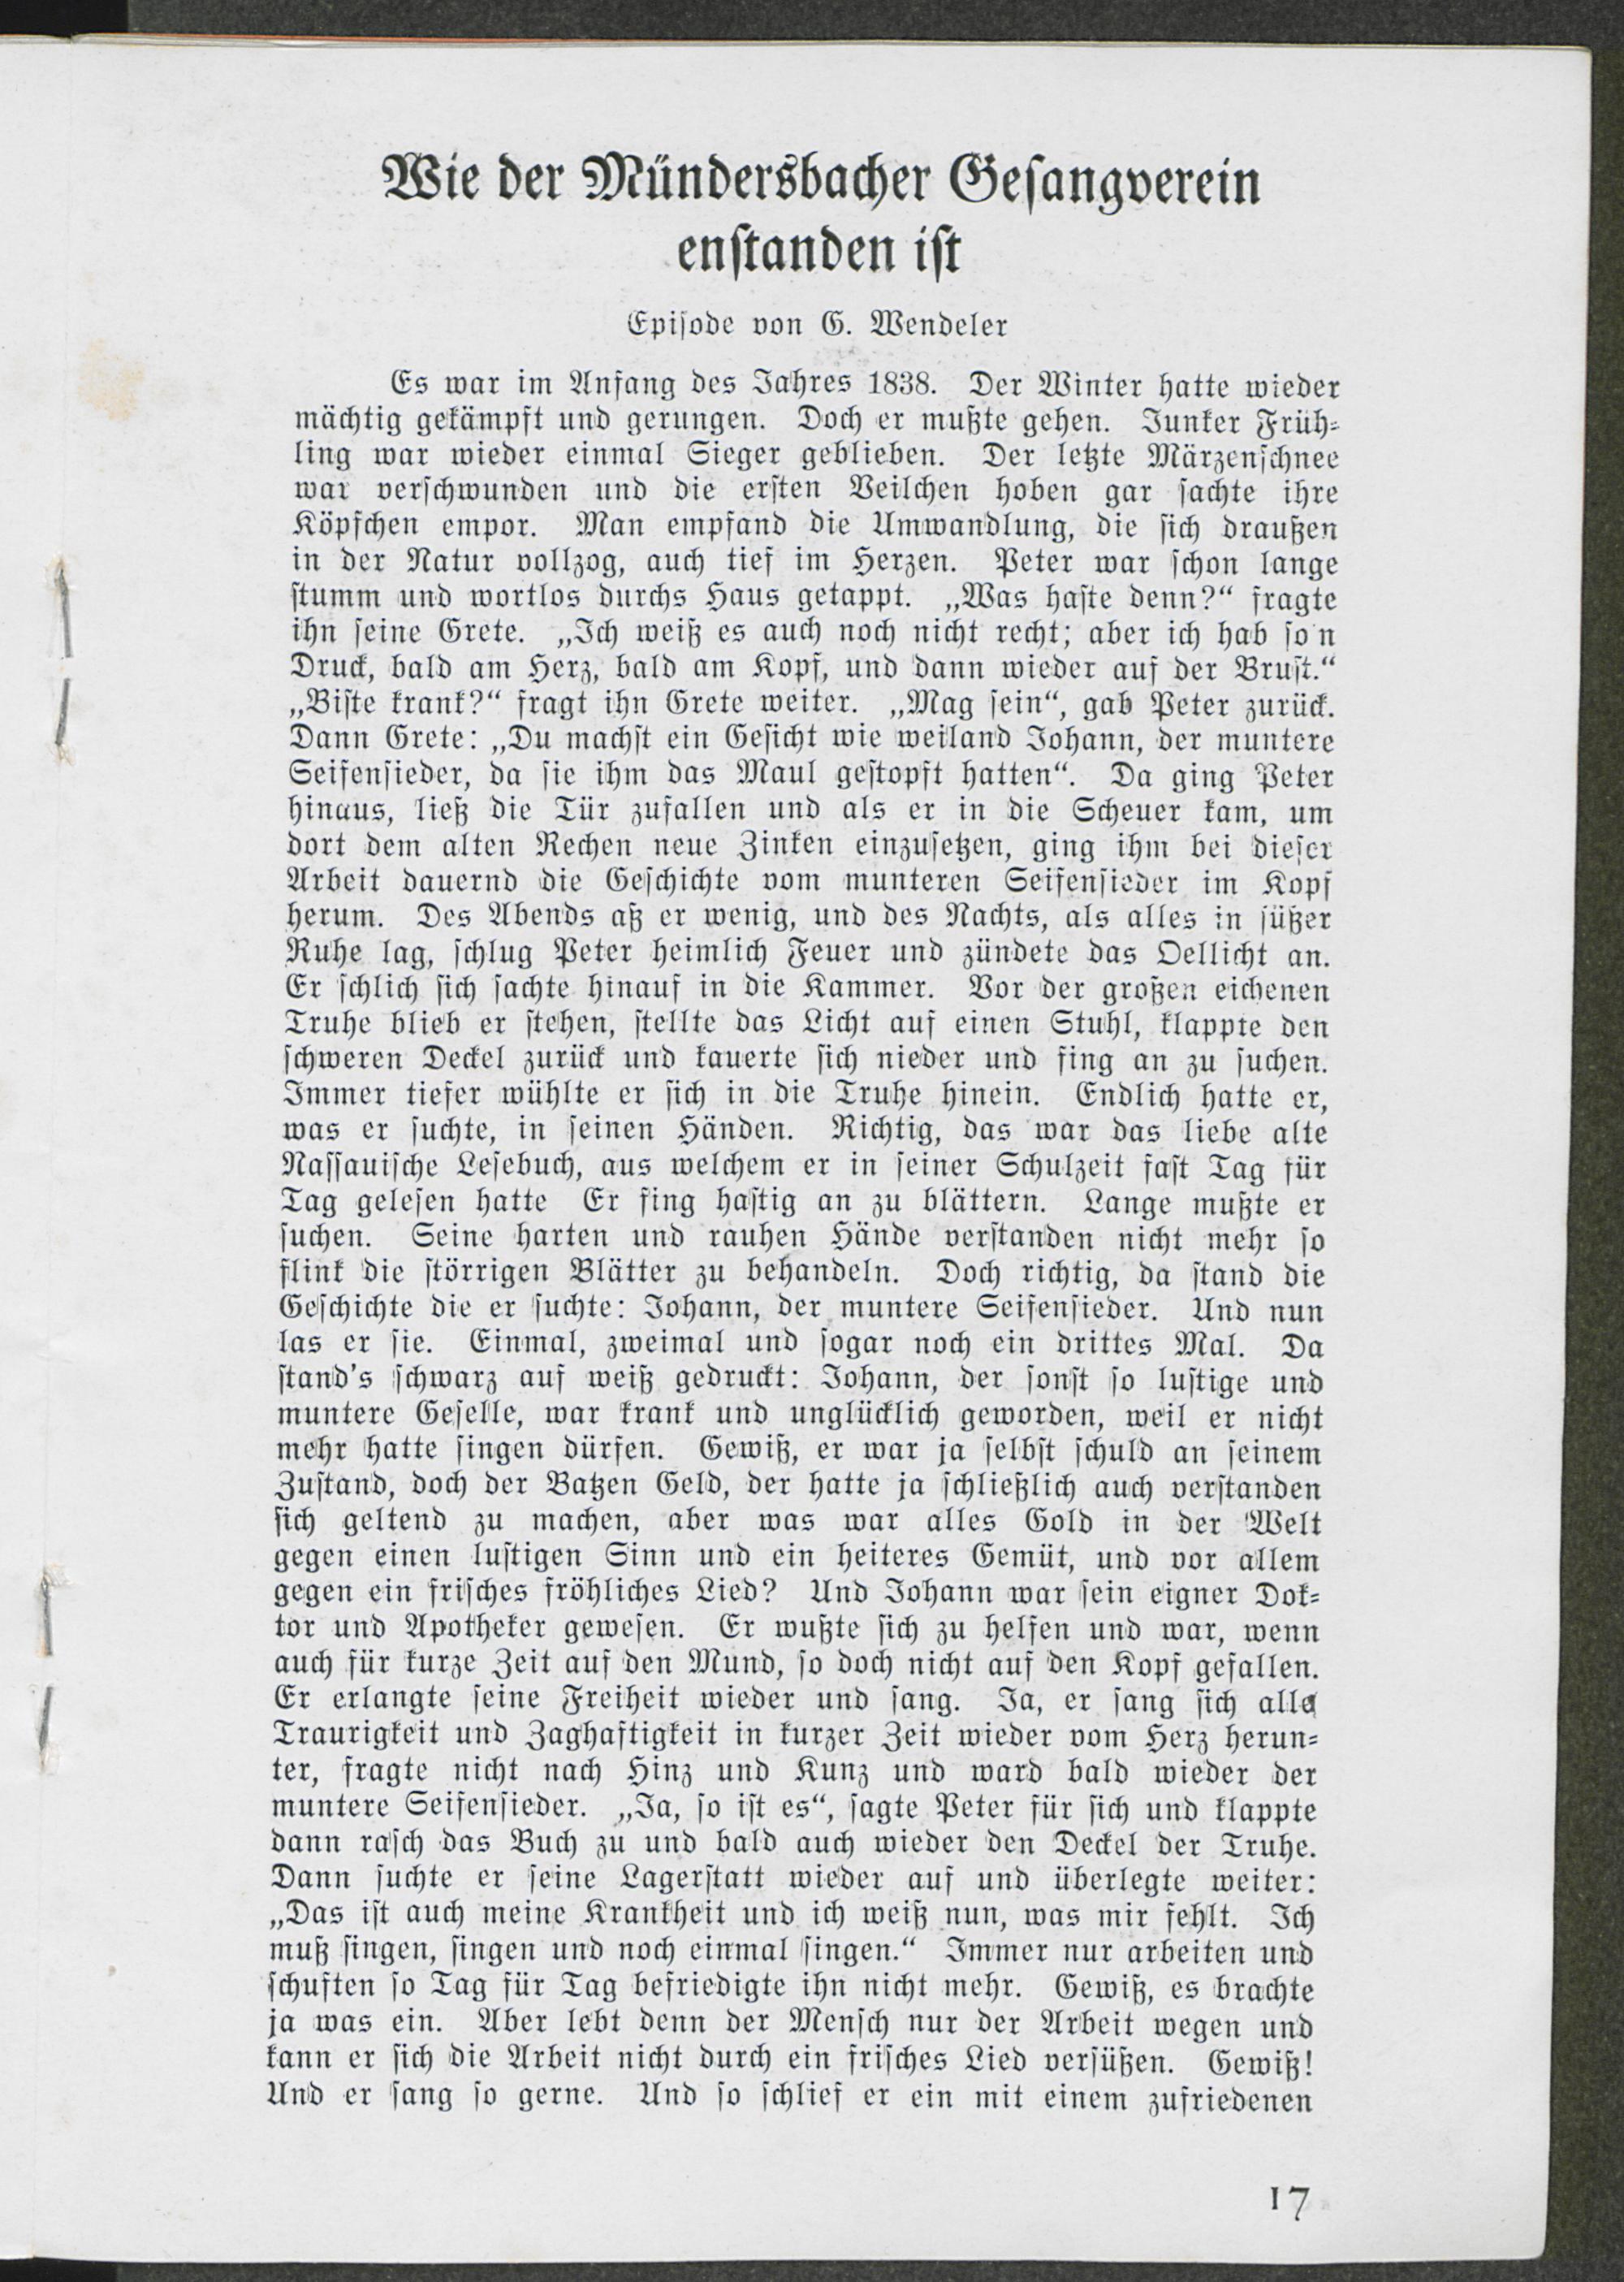 Wie der Mündersbacher Gesangverein
enstanden ist
Episode von G. Wendeler
Es war im Anfang des Jahres 1838. Der Winter hatte wieder
mächtig gekämpft und gerungen. Doch er mußte gehen. Junker Früh-
ling war wieder einmal Sieger geblieben. Der letzte Märzenschnee
war verschwunden und die ersten Veilchen hoben gar sachte ihre
Köpfchen empor. Man empfand die Umwandlung, die sich draußen
in der Natur vollzog, auch tief im Herzen. Peter war schon lange
stumm und wortlos durchs Haus getappt. „Was haste denn?“ fragte
ihn seine Grete. „Ich weiß es auch noch nicht recht; aber ich hab so'n
Druck, bald am Herz, bald am Kopf, und dann wieder auf der Brust.“
„Biste krank?“ fragt ihn Grete weiter. „Mag sein“, gab Peter zurück.
Dann Grete: „Du machst ein Gesicht wie weiland Johann, der muntere
Seifensieder, da sie ihm das Maul gestopft hatten“. Da ging Peter
hinaus, ließ die Tür zufallen und als er in die Scheuer kam, um
dort dem alten Rechen neue Zinken einzusetzen, ging ihm bei dieser
Arbeit dauernd die Geschichte vom munteren Seifensieder im Kopf
herum. Des Abends aß er wenig, und des Nachts, als alles in süßer
Ruhe lag, schlug Peter heimlich Feuer und zündete das Oellicht an.
Er schlich sich sachte hinauf in die Kammer. Vor der großen eichenen
Truhe blieb er stehen, stellte das Licht auf einen Stuhl, klappte den
schweren Deckel zurück und kauerte sich nieder und fing an zu suchen.
Immer tiefer wühlte er sich in die Truhe hinein. Endlich hatte er,
was er suchte, in seinen Händen. Richtig, das war das liebe alte
Nassauische Lesebuch, aus welchem er in seiner Schulzeit fast Tag für
Tag gelesen hatte Er fing hastig an zu blättern. Lange mußte er
suchen. Seine harten und rauhen Hände verstanden nicht mehr so
flink die störrigen Blätter zu behandeln. Doch richtig, da stand die
Geschichte die er suchte: Johann, der muntere Seifensieder. Und nun
las er sie. Einmal, zweimal und sogar noch ein drittes Mal. Da
stand's schwarz auf weiß gedruckt: Johann, der sonst so lustige und
muntere Geselle, war krank und unglücklich geworden, weil er nicht
mehr hatte singen dürfen. Gewiß, er war ja selbst schuld an seinem
Zustand, doch der Batzen Geld, der hatte ja schließlich auch verstanden
sich geltend zu machen, aber was war alles Gold in der Welt
gegen einen lustigen Sinn und ein heiteres Gemüt, und vor allem
gegen ein frisches fröhliches Lied? Und Johann war sein eigner Dok-
tor und Apotheker gewesen. Er wußte sich zu helfen und war, wenn
auch für kurze Zeit auf den Mund, so doch nicht auf den Kopf gefallen.
Er erlangte seine Freiheit wieder und sang. Ja, er sang sich alle
Traurigkeit und Zaghaftigkeit in kurzer Zeit wieder vom Herz herun-
ter, fragte nicht nach Hinz und Kunz und ward bald wieder der
muntere Seifensieder. „Ja, so ist es“, sagte Peter für sich und klappte
dann rasch das Buch zu und bald auch wieder den Deckel der Truhe.
Dann suchte er seine Lagerstatt wieder auf und überlegte weiter:
„Das ist auch meine Krankheit und ich weiß nun, was mir fehlt. Ich
muß singen, singen und noch einmal singen.“ Immer nur arbeiten und
schuften so Tag für Tag befriedigte ihn nicht mehr. Gewiß, es brachte
ja was ein. Aber lebt denn der Mensch nur der Arbeit wegen und
kann er sich die Arbeit nicht durch ein frisches Lied versüßen. Gewiß!
Und er sang so gerne. Und so schlief er ein mit einem zufriedenen
17